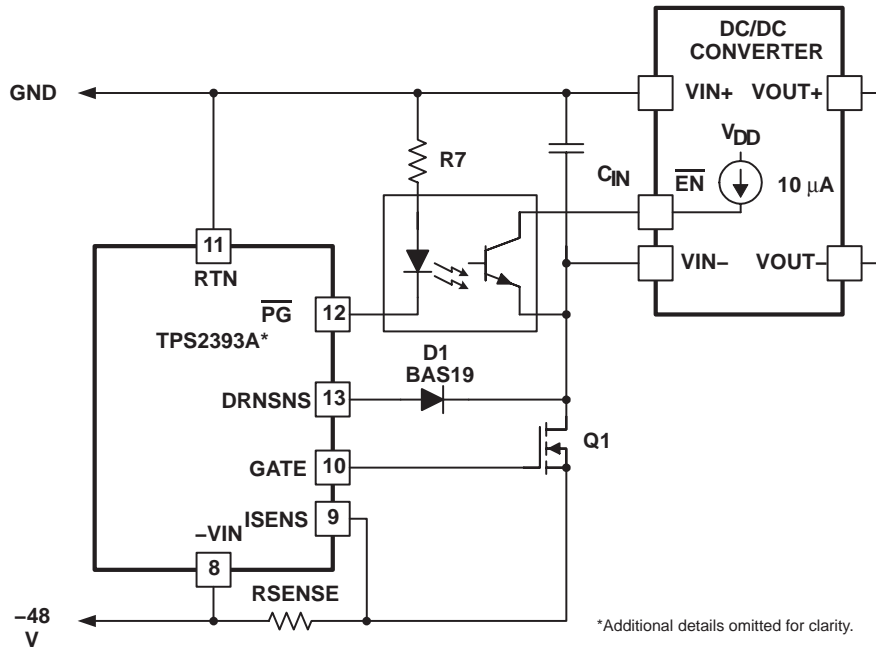 DC/DC
CONVERTER
GND
VIN+ VOUT+
R7
VDD
CIN
EN
10 μA
11
RTN
VIN– VOUT–
PG
12
TPS2393A*
D1
BAS19
DRNSNS
13
Q1
GATE
10
ISENS
9
–VIN
8
RSENSE
–48
V
*Additional details omitted for clarity.